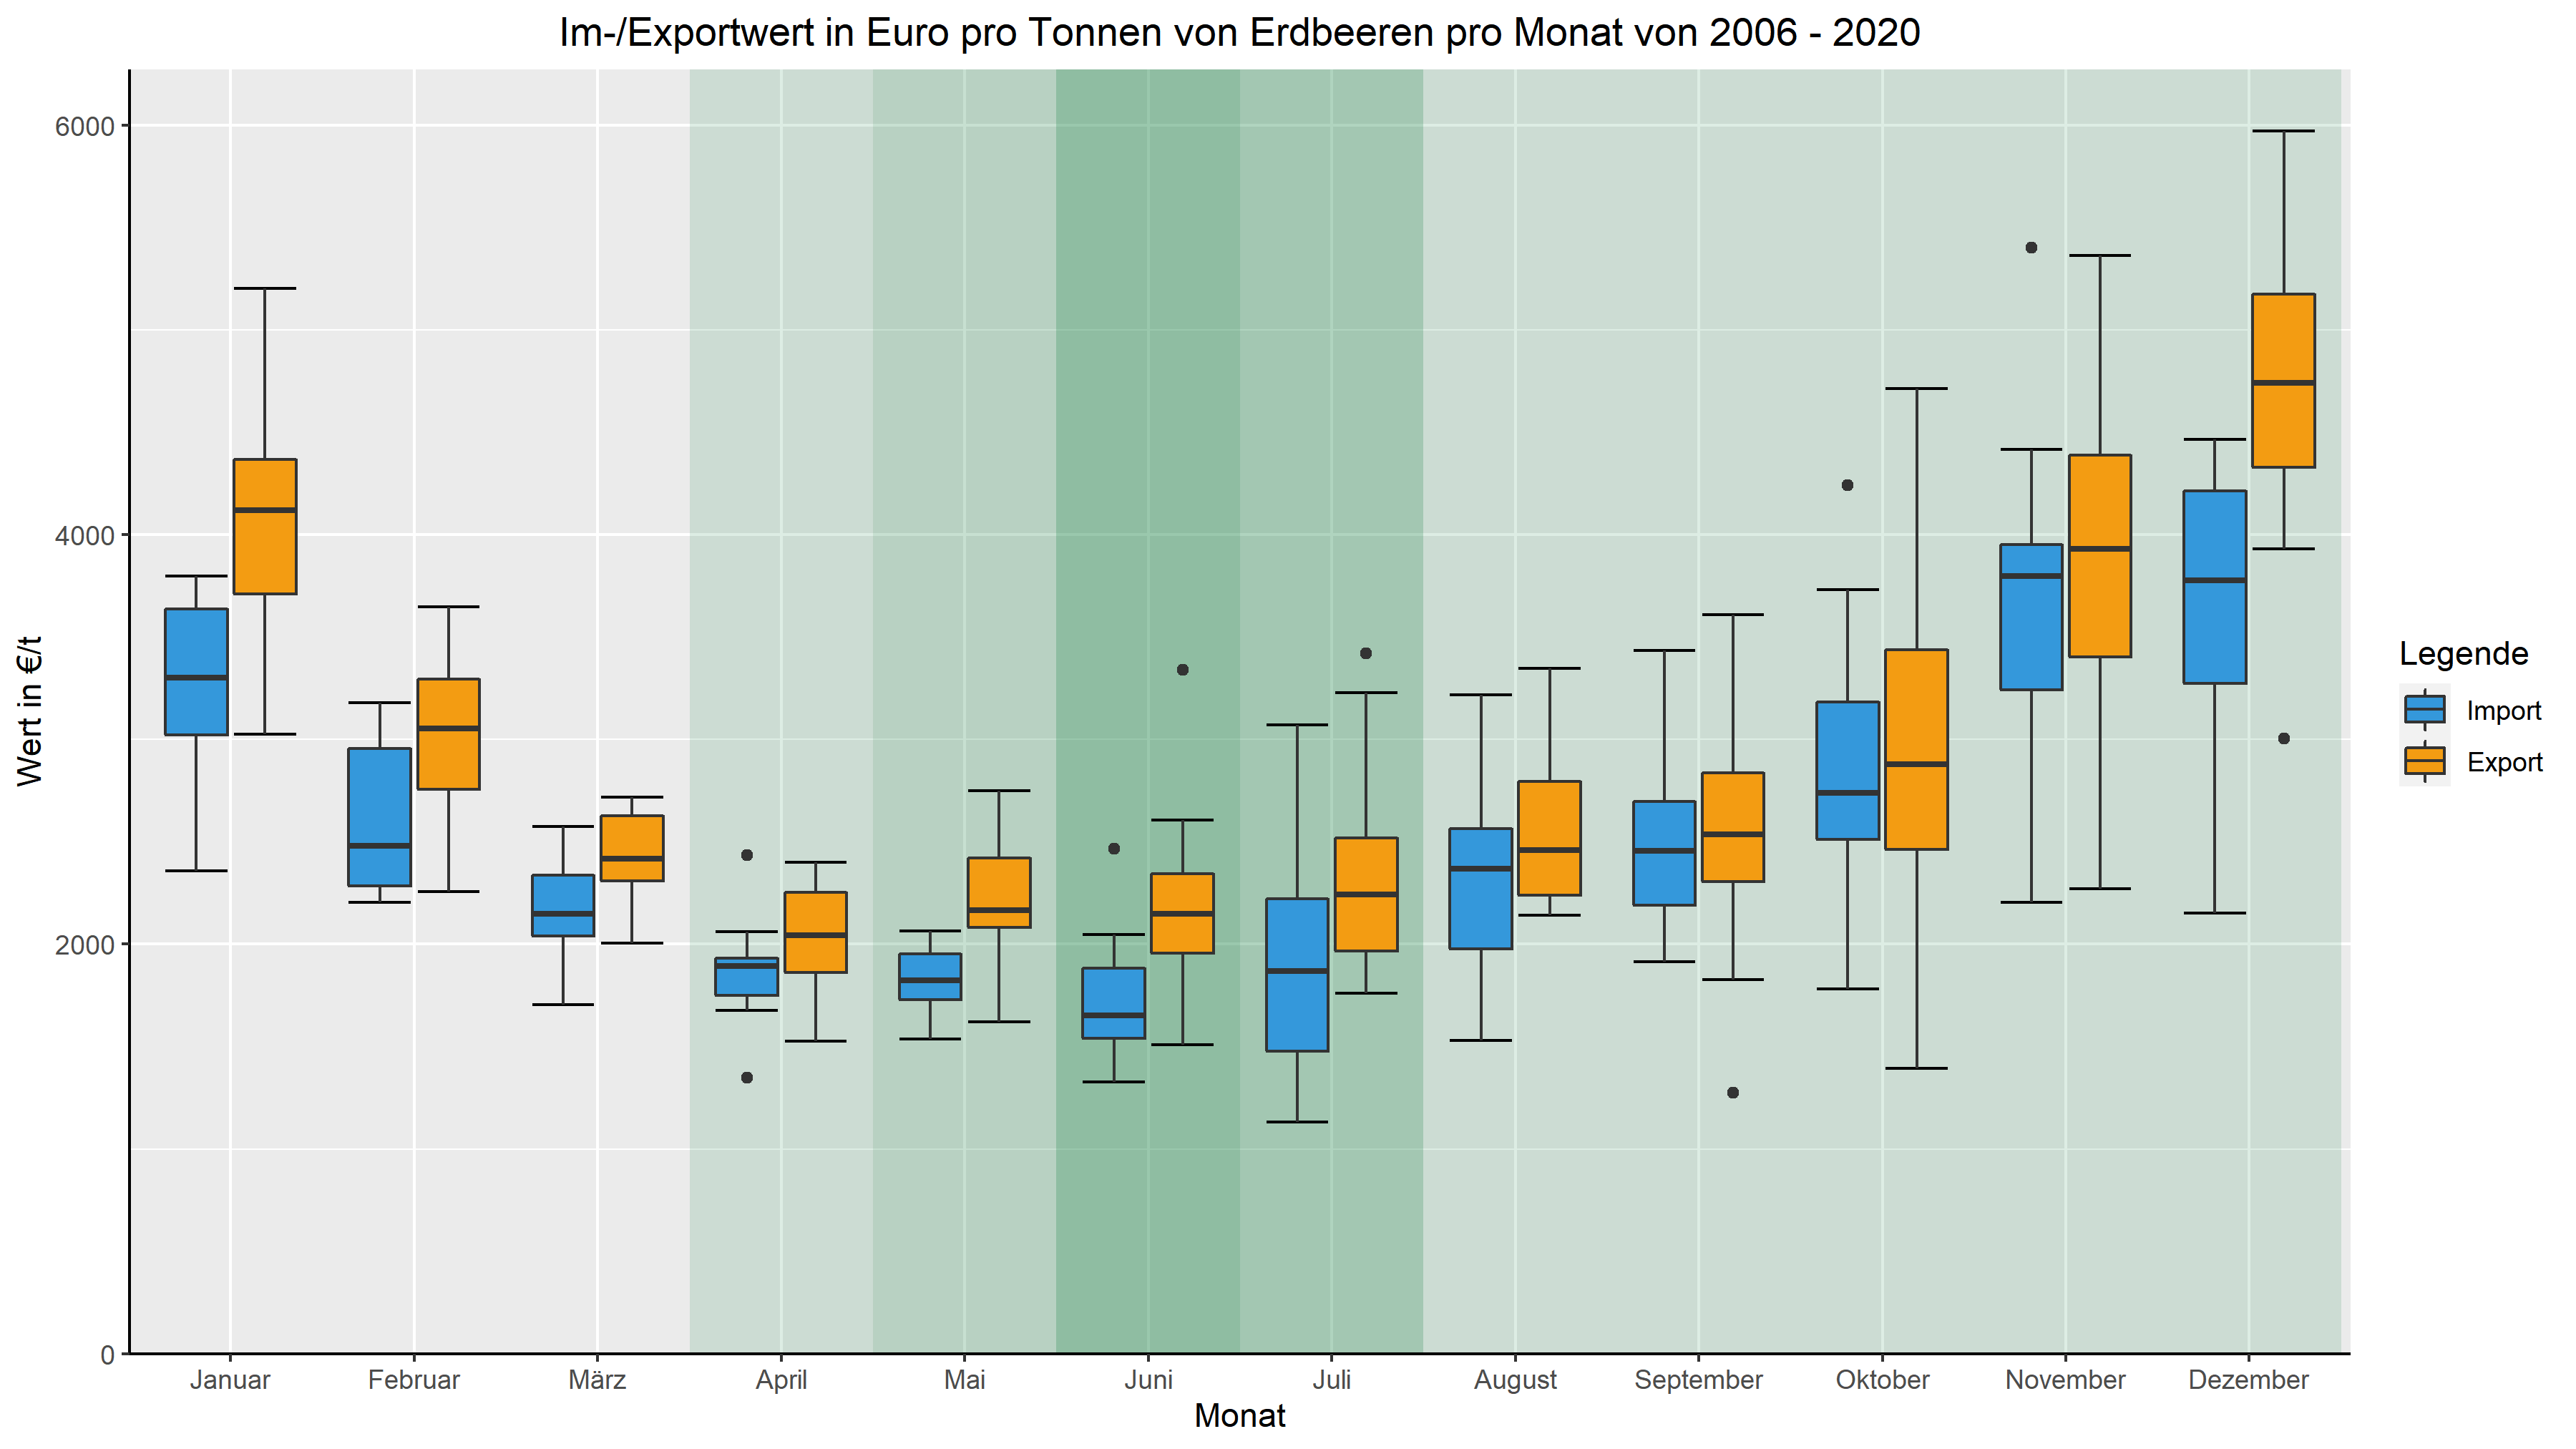 Im-/Exportwert in Euro pro Tonnen von Erdbeeren pro Monat von 2006 - 2020
Wert in €/t
6000
4000
2000
0
Januar Februar März April Mai Juni Juli August September Oktober November Dezember
Monat
Legende
Import
Export